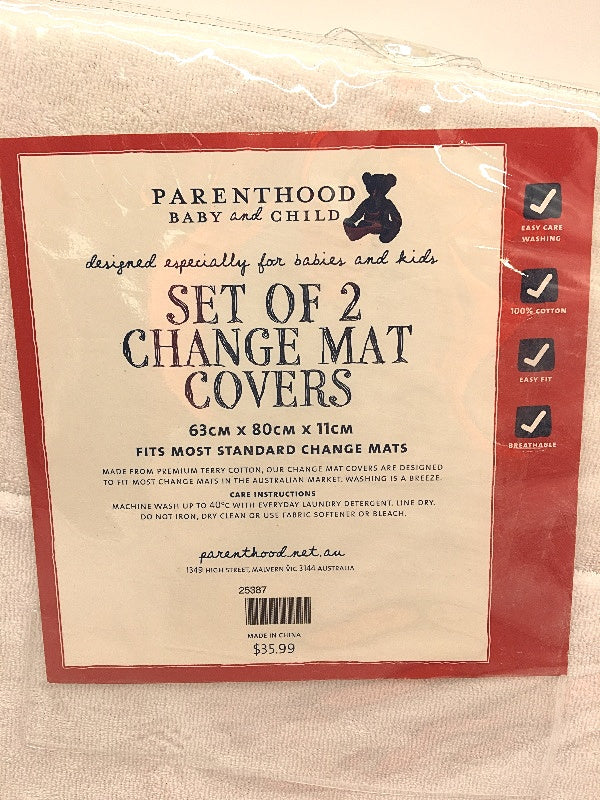 PARENTHOOD
BABY and CHILD
designed especially for babies and kids
SET OF 2
CHANGE MAT
COVERS
63CM X 80CM X 11CM
FITS MOST STANDARD CHANGE MATS
MADE FROM PREMIUM TERRY COTTON, OUR CHANGE MAT COVERS ARE DESIGNED
TO FIT MOST CHANGE MATS IN THE AUSTRALIAN MARKET. WASHING IS A BREEZE.
CARE INSTRUCTIONS
MACHINE WASH UP TO 40°C WITH EVERYDAY LAUNDRY DETERGENT. LINE DRY.
DO NOT IRON, DRY CLEAN OR USE FABRIC SOFTENER OR BLEACH.
parenthood.net.au
1349 HIGH STREET, MALVERN VIC 3144 AUSTRALIA
25387
MADE IN CHINA
$35.99
EASY CARE
WASHING
100% COTTON
EASY FIT
BREATHABLE